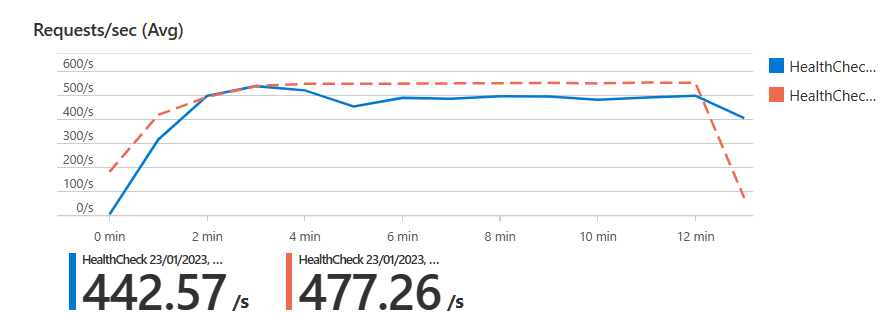 Requests/sec (Avg)
600/s
500/s
400/s
300/s
200/s
100/s
0/s
0 min 2 min 4 min 6 min 8 min 10 min 12 min
HealthChec...
HealthChec...
HealthCheck 23/01/2023, ...
442.57 /s
HealthCheck 23/01/2023, ...
477.26 /s